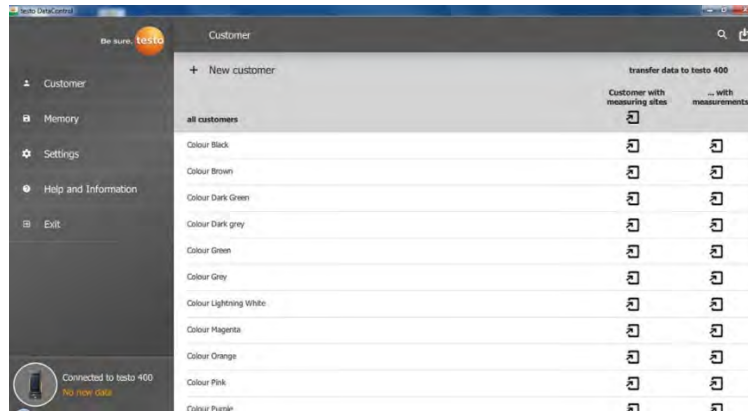 testo DataControl
Be sure. testo
Customer
Memory
Settings
Help and Information
Exit
Connected to testo 400
No new data
Customer
+ New customer
transfer data to testo 400
Customer with
measuring sites
... with
measurements
all customers
Colour Black
Colour Brown
Colour Dark Green
Colour Dark grey
Colour Green
Colour Grey
Colour Lightning White
Colour Magenta
Colour Orange
Colour Pink
Colour Purple